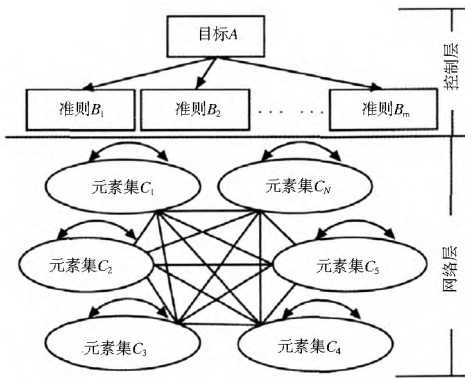 目标A
准则B1
准则B2
· · · · · ·
准则Bm
控制层
元素集C1
元素集CN
元素集C2
元素集C5
元素集C3
元素集C4
网络层